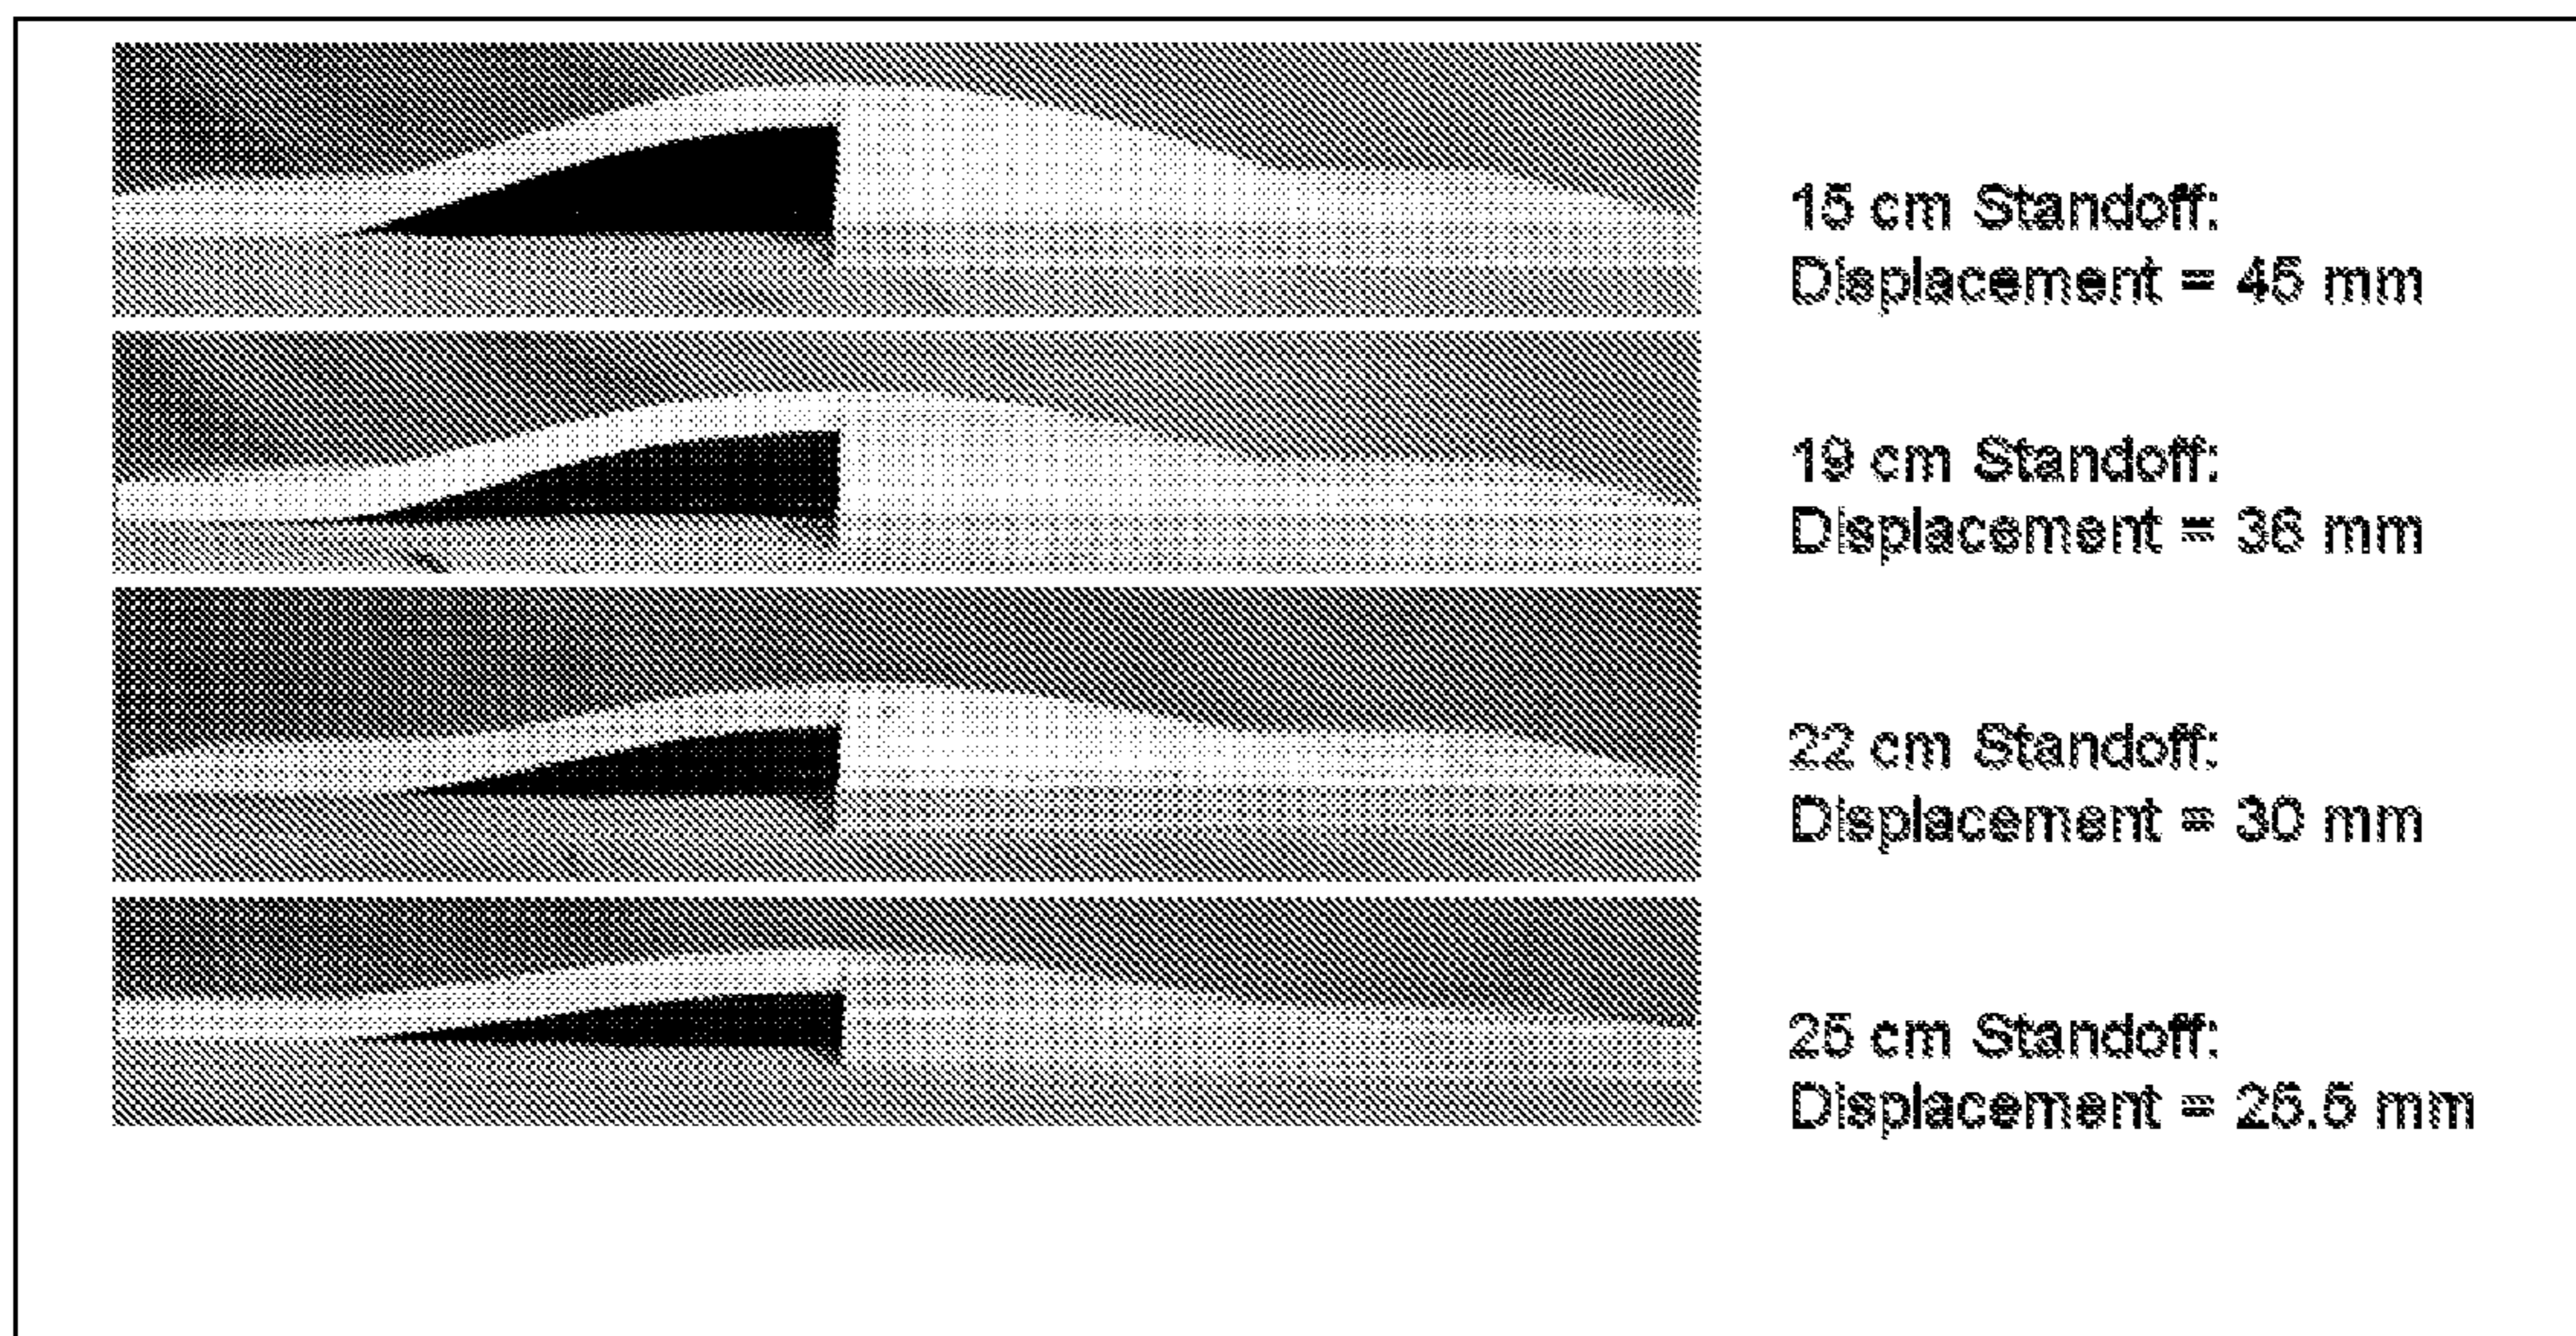 15 cm Standoff:
Displacement = 45 mm
19 cm Standoff:
Displacement = 36 mm
22 cm Standoff:
Displacement = 30 mm
25 cm Standoff:
Displacement = 25.5 mm